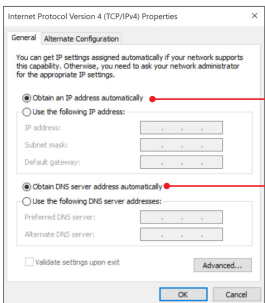 Internet Protocol Version 4 (TCP/IPv4) Properties
General Alternate Configuration
You can get IP settings assigned automatically if your network supports
this capability. Otherwise, you need to ask your network administrator
for the appropriate IP settings.
Obtain an IP address automatically
Use the following IP address:
IP address:
Subnet mask:
Default gateway:
Obtain DNS server address automatically
Use the following DNS server addresses:
Preferred DNS server:
Alternate DNS server:
Validate settings upon exit
Advanced...
OK Cancel